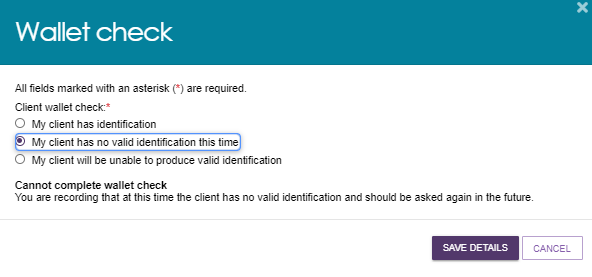 Wallet check
All fields marked with an asterisk (*) are required.
Client wallet check:*
My client has identification
My client has no valid identification this time
My client will be unable to produce valid identification
Cannot complete wallet check
You are recording that at this time the client has no valid identification and should be asked again in the future.
SAVE DETAILS
CANCEL